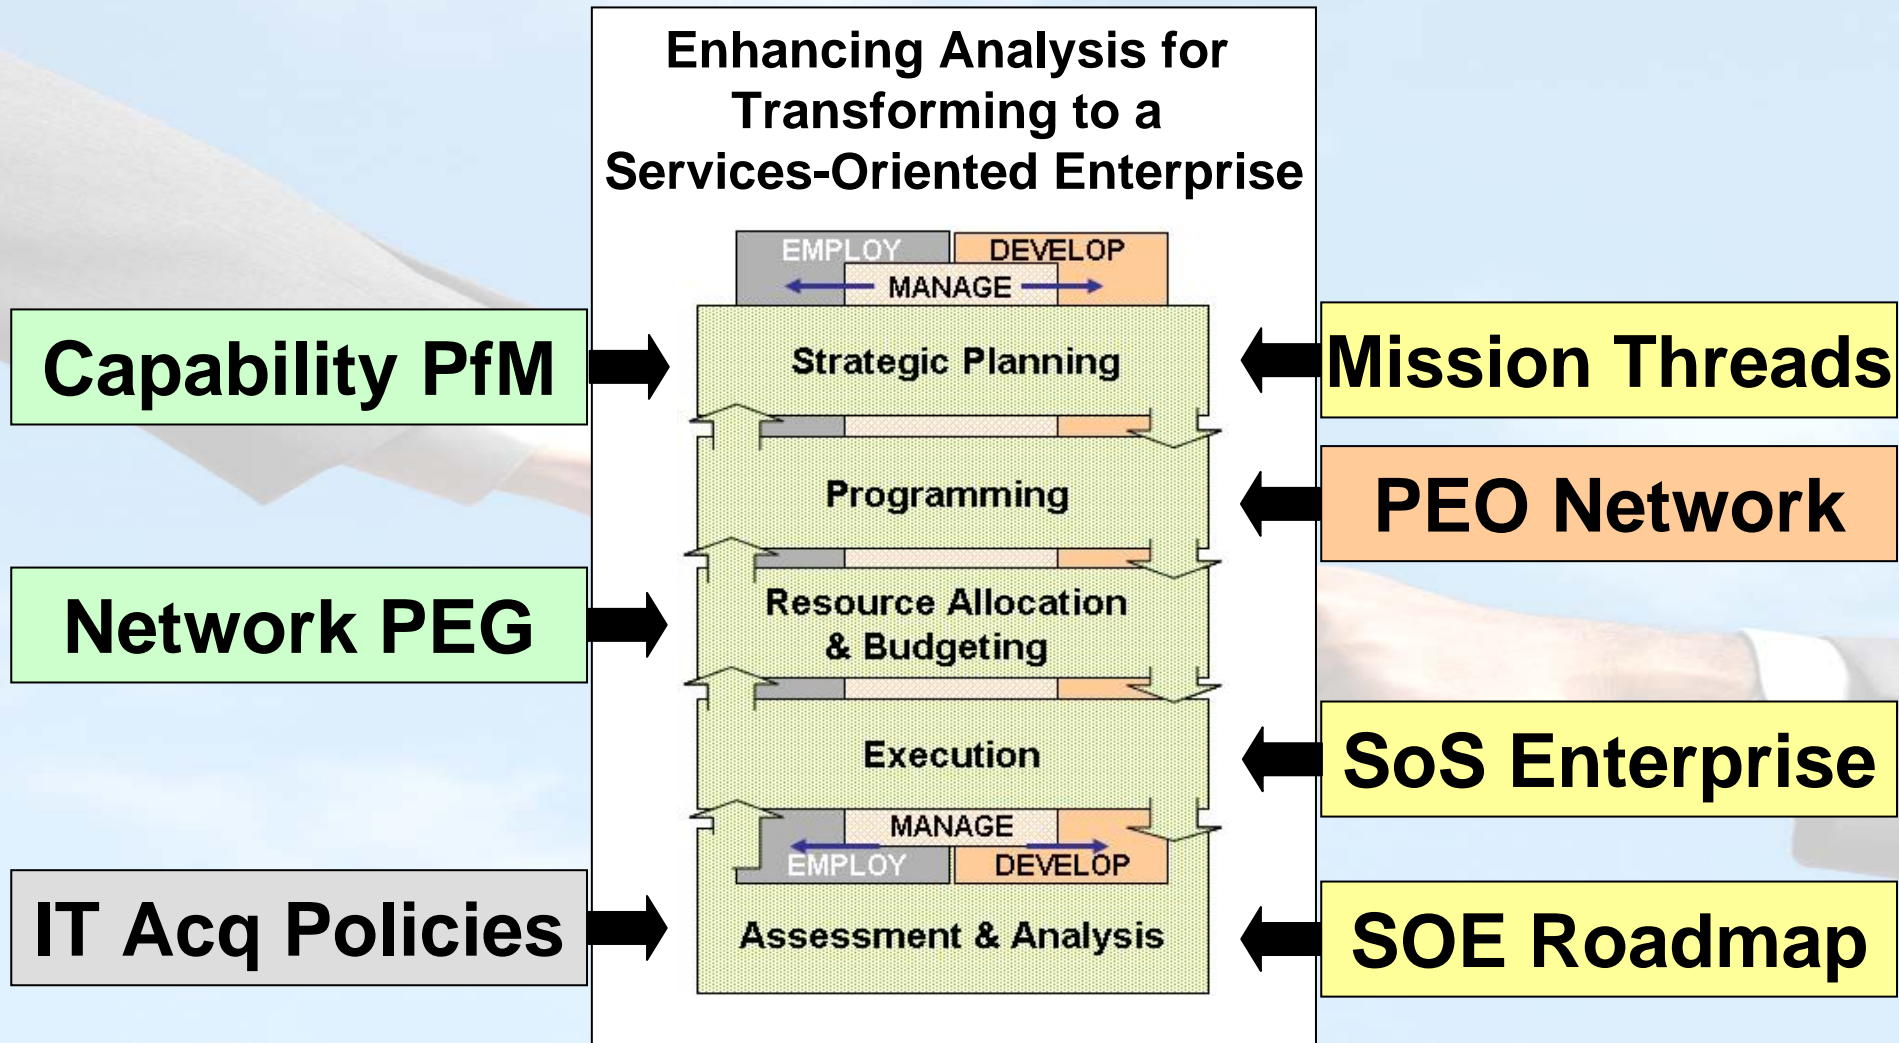 Enhancing Analysis for
Transforming to a
Services-Oriented Enterprise
EMPLOY
DEVELOP
MANAGE
Capability PfM
Strategic Planning
Mission Threads
Programming
PEO Network
Network PEG
Resource Allocation
& Budgeting
Execution
SoS Enterprise
MANAGE
EMPLOY
DEVELOP
IT Acq Policies
Assessment & Analysis
SOE Roadmap